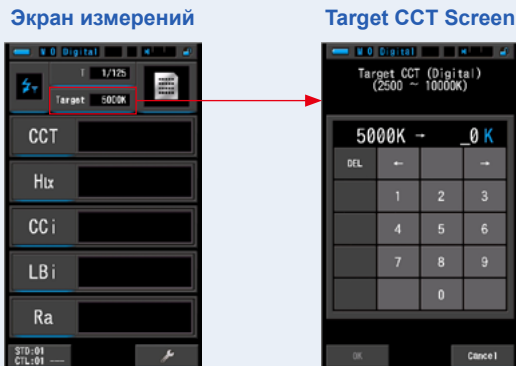 Экран измерений
Target CCT Screen
Digital
T 1/125
Target 5000K
CCT
Hlx
CCi
LBi
Ra
STD:01
CTL:01 ---
Digital
Target CCT (Digital)
(2500 ~ 10000K)
5000K → _0 K
DEL ← →
1 2 3
4 5 6
7 8 9
0
OK Cancel